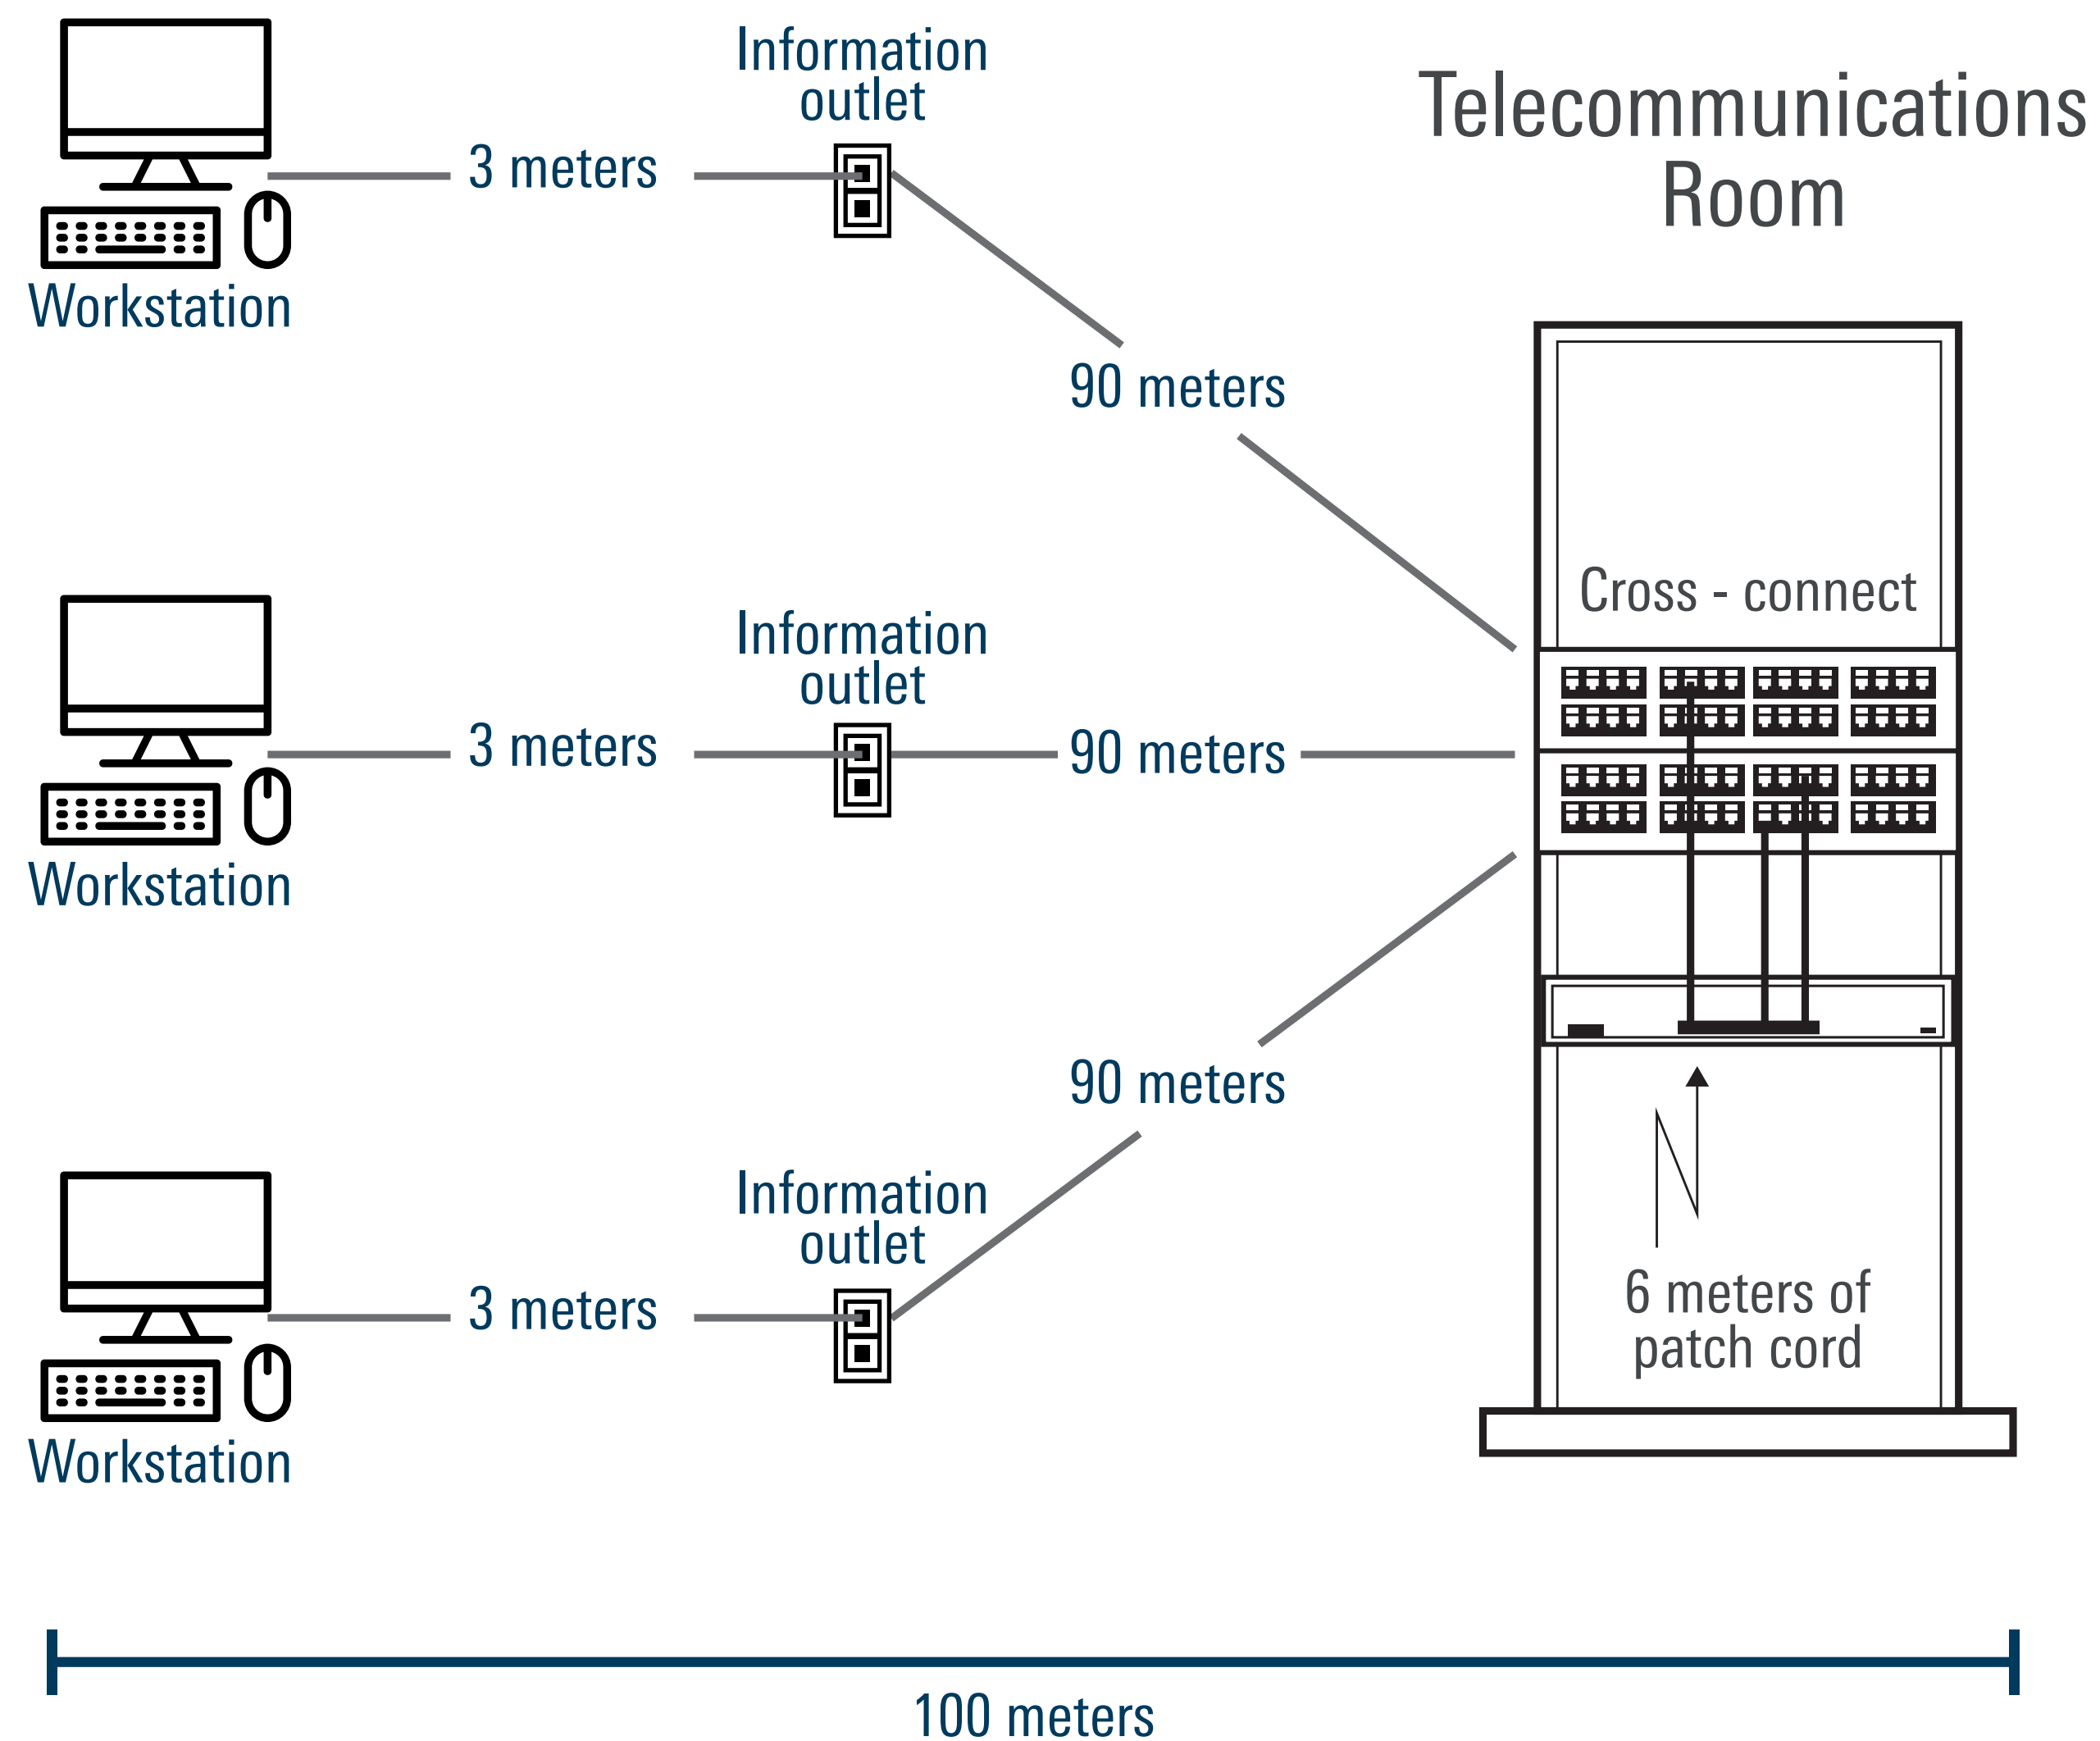 Information
outlet
Telecommunications
Room
3 meters
Workstation
90 meters
Cross - connect
Information
outlet
3 meters
90 meters
Workstation
90 meters
Information
outlet
3 meters
6 meters of
patch cord
Workstation
100 meters